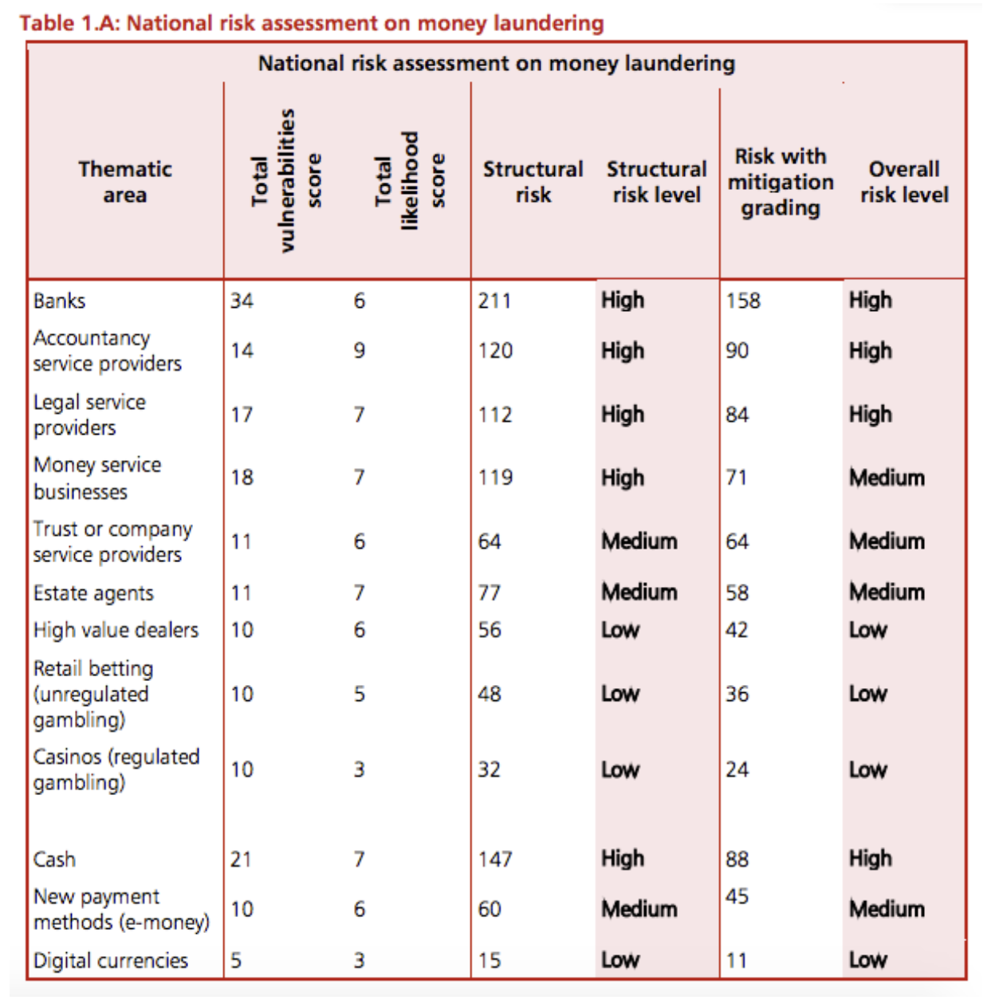 Table 1.A: National risk assessment on money laundering
National risk assessment on money laundering
Thematic area | Total vulnerabilities score | Total likelihood score | Structural risk | Structural risk level | Risk with mitigation grading | Overall risk level
Banks | 34 | 6 | 211 | High | 158 | High
Accountancy service providers | 14 | 9 | 120 | High | 90 | High
Legal service providers | 17 | 7 | 112 | High | 84 | High
Money service businesses | 18 | 7 | 119 | High | 71 | Medium
Trust or company service providers | 11 | 6 | 64 | Medium | 64 | Medium
Estate agents | 11 | 7 | 77 | Medium | 58 | Medium
High value dealers | 10 | 6 | 56 | Low | 42 | Low
Retail betting (unregulated gambling) | 10 | 5 | 48 | Low | 36 | Low
Casinos (regulated gambling) | 10 | 3 | 32 | Low | 24 | Low
Cash | 21 | 7 | 147 | High | 88 | High
New payment methods (e-money) | 10 | 6 | 60 | Medium | 45 | Medium
Digital currencies | 5 | 3 | 15 | Low | 11 | Low